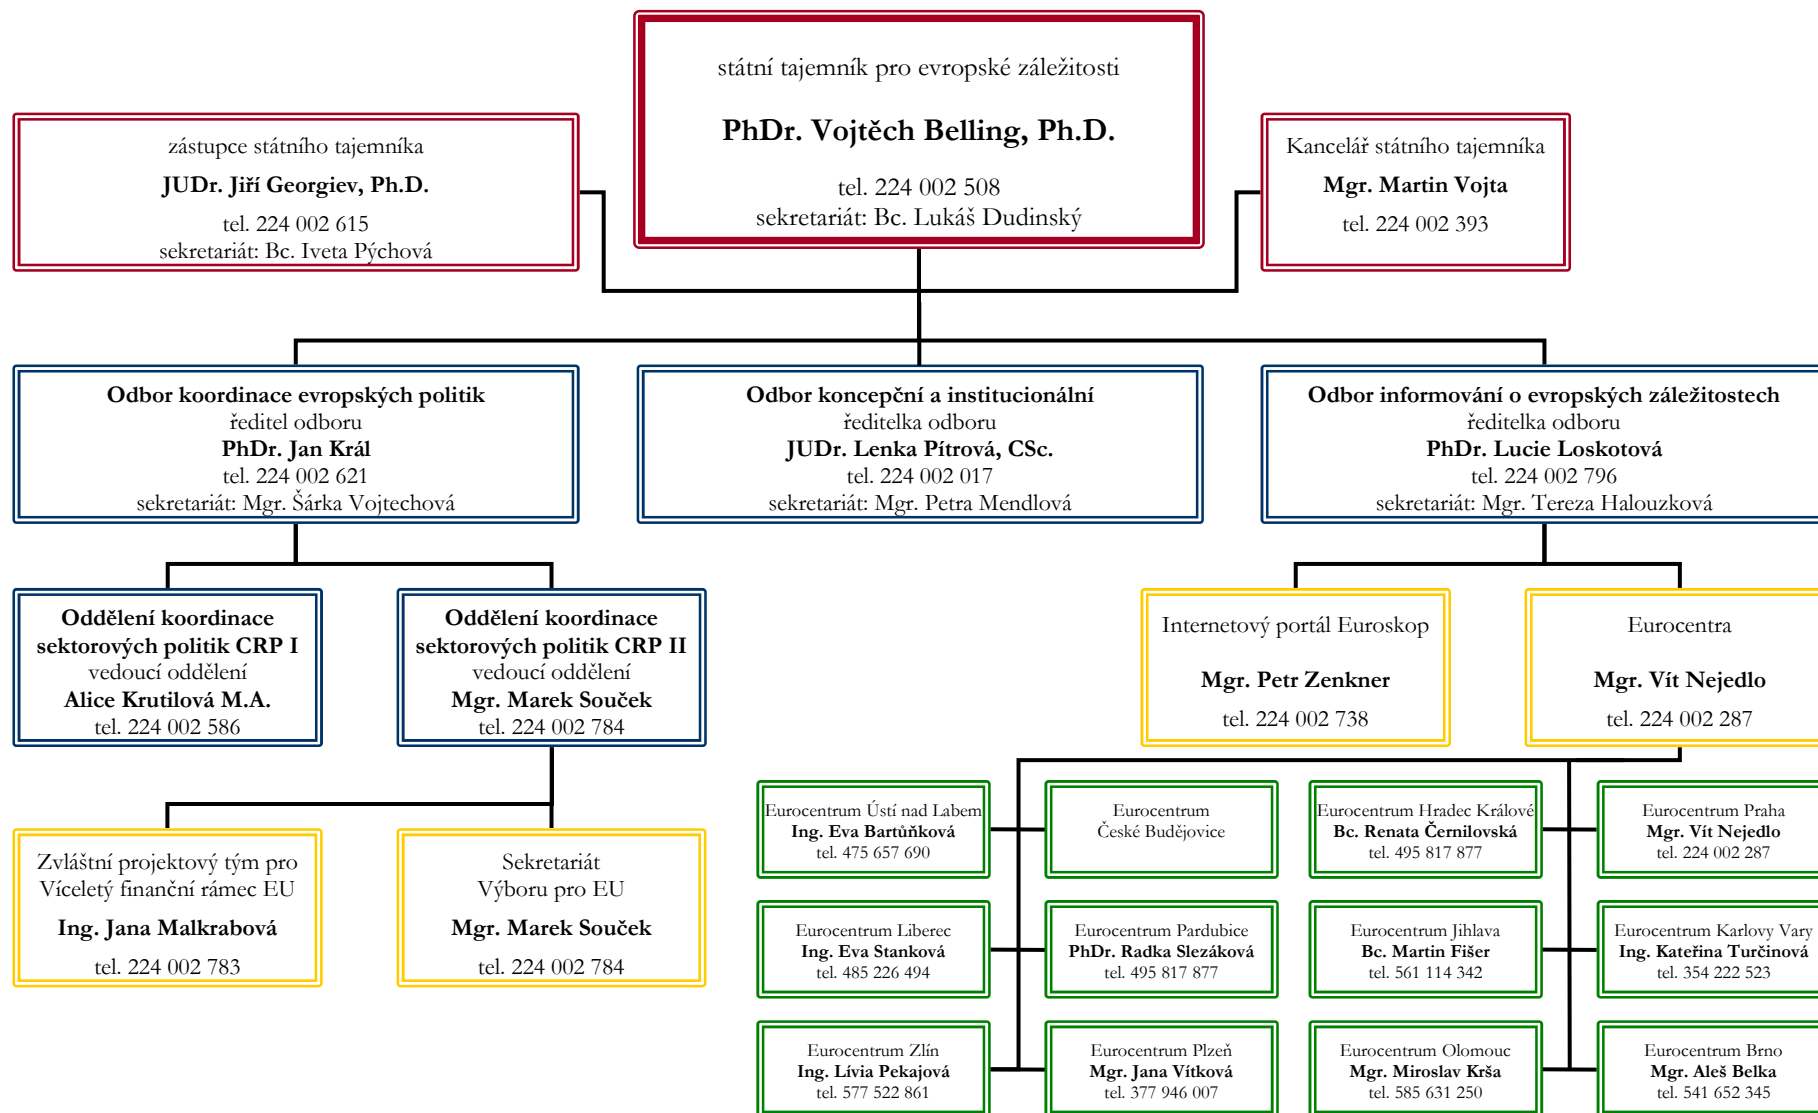 státní tajemník pro evropské záležitosti
PhDr. Vojtěch Belling, Ph.D.
tel. 224 002 508
sekretariát: Bc. Lukáš Dudinský
zástupce státního tajemníka
JUDr. Jiří Georgiev, Ph.D.
tel. 224 002 615
sekretariát: Bc. Iveta Pýchová
Kancelář státního tajemníka
Mgr. Martin Vojta
tel. 224 002 393
Odbor koordinace evropských politik
ředitel odboru
PhDr. Jan Král
tel. 224 002 621
sekretariát: Mgr. Šárka Vojtechová
Odbor koncepční a institucionální
ředitelka odboru
JUDr. Lenka Pítrová, CSc.
tel. 224 002 017
sekretariát: Mgr. Petra Mendlová
Odbor informování o evropských záležitostech
ředitelka odboru
PhDr. Lucie Loskotová
tel. 224 002 796
sekretariát: Mgr. Tereza Halouzková
Oddělení koordinace
sektorových politik CRP I
vedoucí oddělení
Alice Krutilová M.A.
tel. 224 002 586
Oddělení koordinace
sektorových politik CRP II
vedoucí oddělení
Mgr. Marek Souček
tel. 224 002 784
Internetový portál Euroskop
Mgr. Petr Zenkner
tel. 224 002 738
Eurocentra
Mgr. Vít Nejedlo
tel. 224 002 287
Zvláštní projektový tým pro
Víceletý finanční rámec EU
Ing. Jana Malkrabová
tel. 224 002 783
Sekretariát
Výboru pro EU
Mgr. Marek Souček
tel. 224 002 784
Eurocentrum Ústí nad Labem
Ing. Eva Bartůňková
tel. 475 657 690
Eurocentrum
České Budějovice
Eurocentrum Hradec Králové
Bc. Renata Černilovská
tel. 495 817 877
Eurocentrum Praha
Mgr. Vít Nejedlo
tel. 224 002 287
Eurocentrum Liberec
Ing. Eva Stanková
tel. 485 226 494
Eurocentrum Pardubice
PhDr. Radka Slezáková
tel. 495 817 877
Eurocentrum Jihlava
Bc. Martin Fišer
tel. 561 114 342
Eurocentrum Karlovy Vary
Ing. Kateřina Turčinová
tel. 354 222 523
Eurocentrum Zlín
Ing. Lívia Pekajová
tel. 577 522 861
Eurocentrum Plzeň
Mgr. Jana Vítková
tel. 377 946 007
Eurocentrum Olomouc
Mgr. Miroslav Krša
tel. 585 631 250
Eurocentrum Brno
Mgr. Aleš Belka
tel. 541 652 345